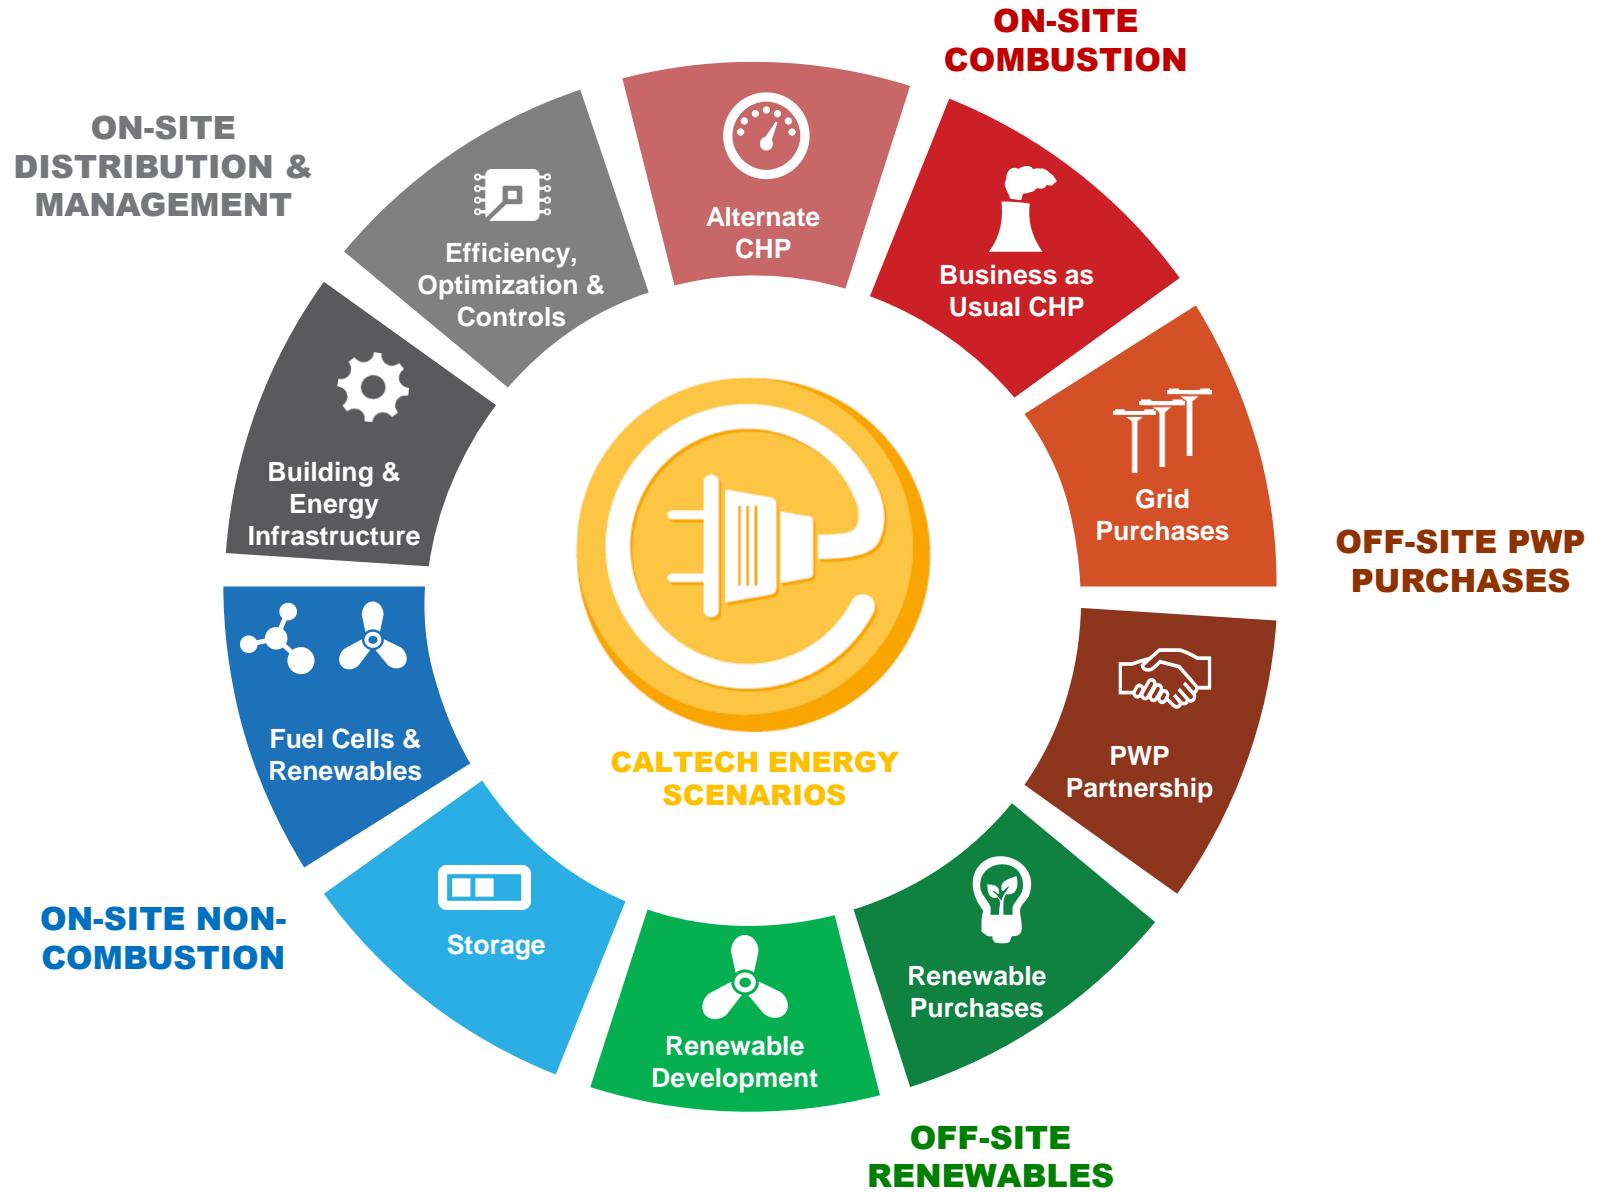 ON-SITE
COMBUSTION
ON-SITE
DISTRIBUTION &
MANAGEMENT
Alternate
CHP
Efficiency,
Optimization &
Controls
Business as
Usual CHP
Building &
Energy
Infrastructure
Grid
Purchases
OFF-SITE PWP
PURCHASES
Fuel Cells &
Renewables
CALTECH ENERGY
SCENARIOS
PWP
Partnership
ON-SITE NON-
COMBUSTION
Storage
Renewable
Purchases
Renewable
Development
OFF-SITE
RENEWABLES